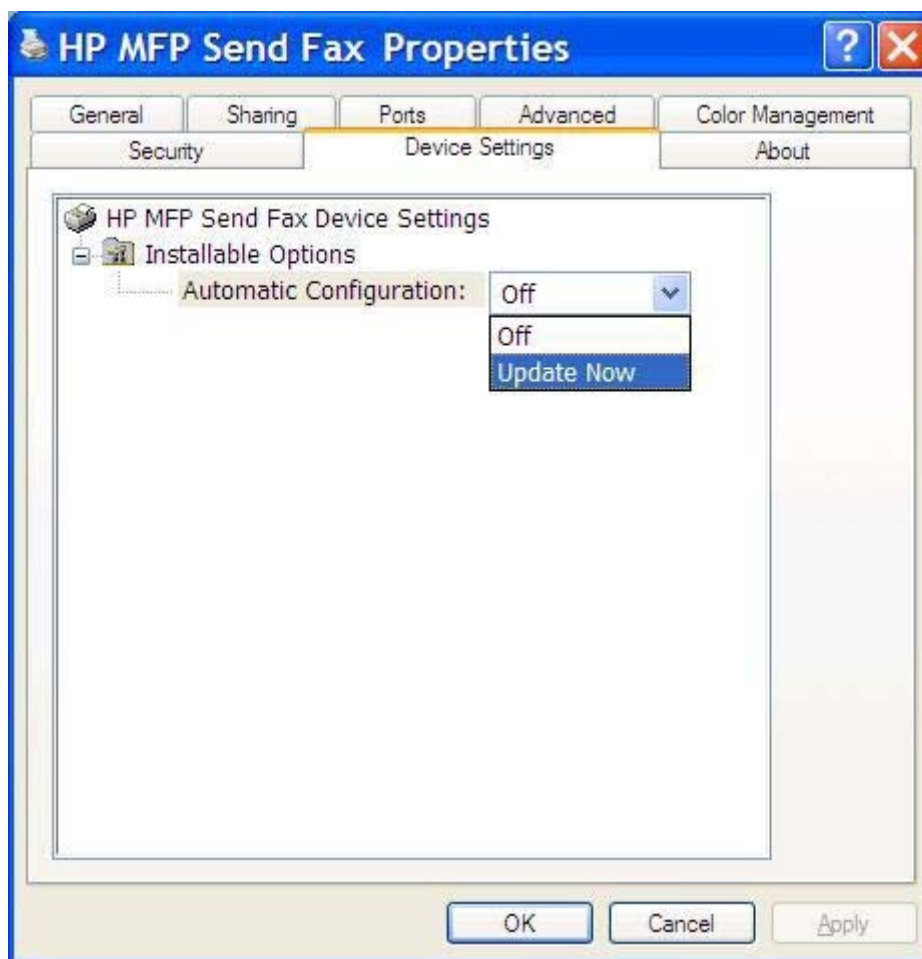 HP MFP Send Fax Properties
?
General Sharing Ports Advanced Color Management
Security Device Settings About
HP MFP Send Fax Device Settings
Installable Options
Automatic Configuration: Off
Off
Update Now
OK Cancel Apply